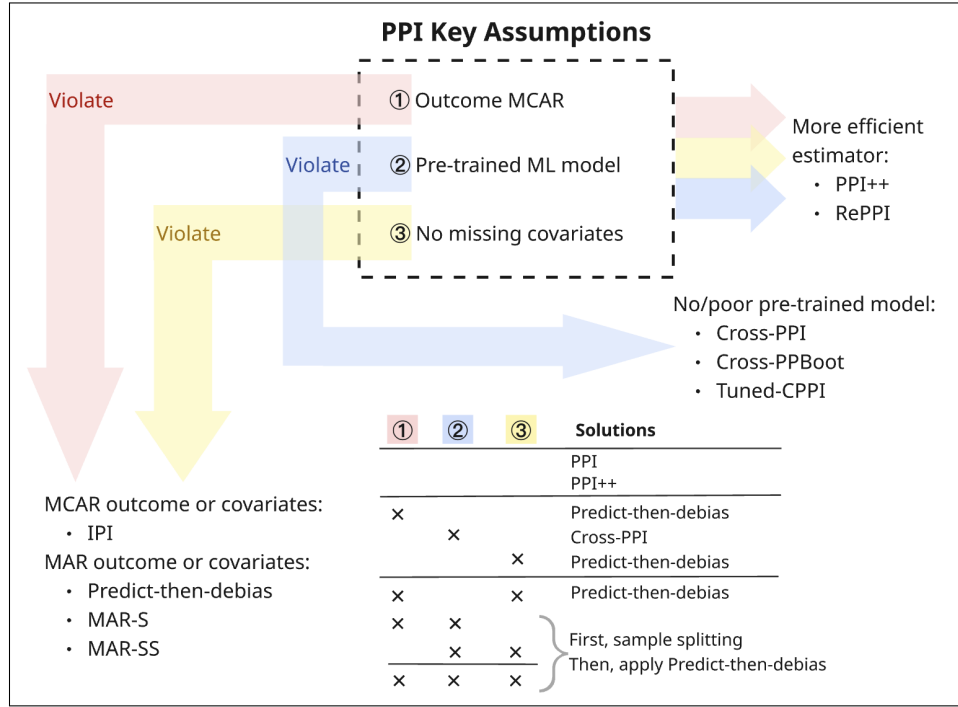 PPI Key Assumptions
Violate
① Outcome MCAR
Violate
② Pre-trained ML model
Violate
③ No missing covariates
More efficient
estimator:
• PPI++
• RePPI
No/poor pre-trained model:
• Cross-PPI
• Cross-PPBoot
• Tuned-CPPI
MCAR outcome or covariates:
• IPI
MAR outcome or covariates:
• Predict-then-debias
• MAR-S
• MAR-SS
① ② ③ Solutions
PPI
PPI++
× Predict-then-debias
× Cross-PPI
× Predict-then-debias
× × Predict-then-debias
× ×
× ×
× × ×
First, sample splitting
Then, apply Predict-then-debias